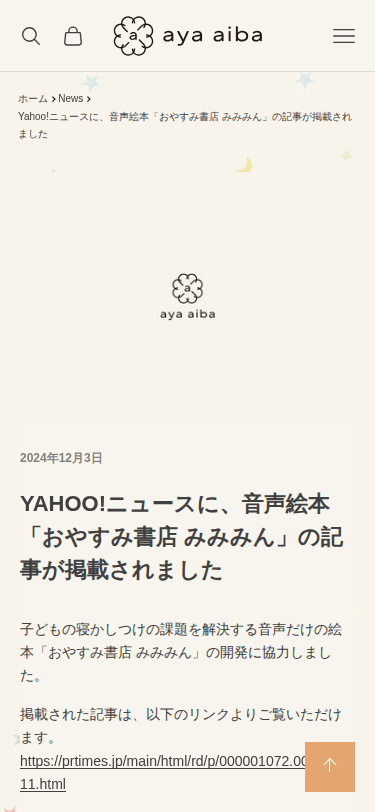 a aya aiba
ホーム News
Yahoo!ニュースに、音声絵本「おやすみ書店 みみみん」の記事が掲載され
ました
a
aya aiba
2024年12月3日
YAHOO!ニュースに、音声絵本
「おやすみ書店 みみみん」の記
事が掲載されました
子どもの寝かしつけの課題を解決する音声だけの絵
本「おやすみ書店 みみみん」の開発に協力しまし
た。
掲載された記事は、以下のリンクよりご覧いただけ
ます。
https://prtimes.jp/main/html/rd/p/000001072.00
11.html